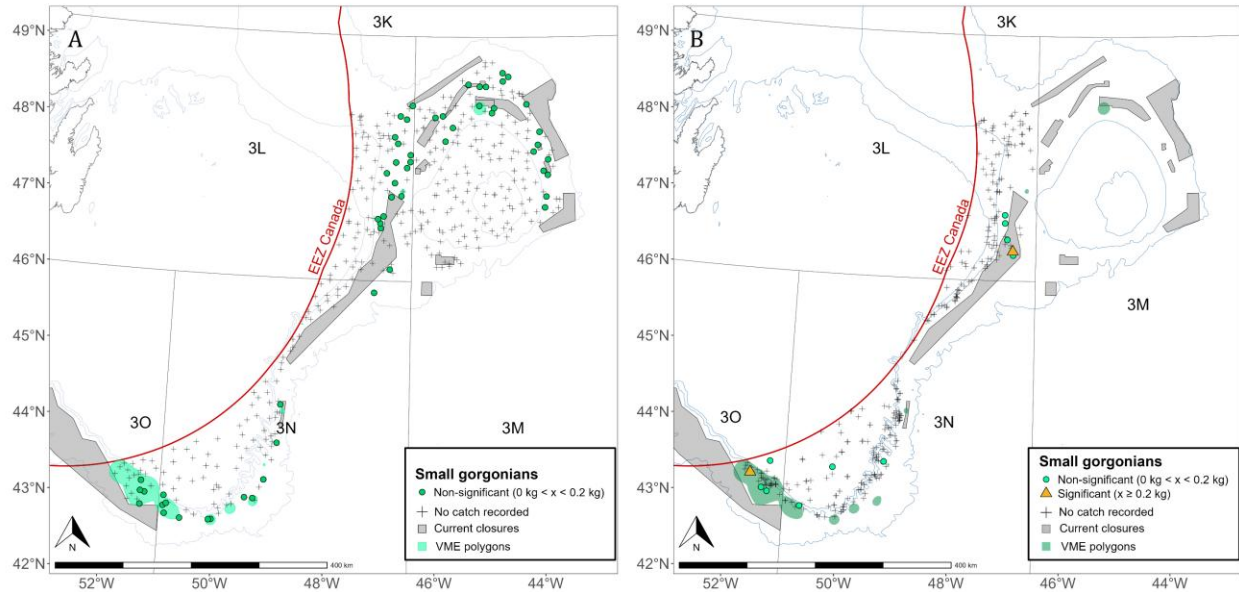 A
3K
3L
3M
3N
3O
EEZ Canada
49°N
48°N
47°N
46°N
45°N
44°N
43°N
42°N
52°W
50°W
48°W
46°W
44°W
N
400 km
Small gorgonians
Non-significant (0 kg < x < 0.2 kg)
No catch recorded
Current closures
VME polygons
B
3K
3L
3M
3N
3O
EEZ Canada
49°N
48°N
47°N
46°N
45°N
44°N
43°N
42°N
52°W
50°W
48°W
46°W
44°W
N
400 km
Small gorgonians
Non-significant (0 kg < x < 0.2 kg)
Significant (x ≥ 0.2 kg)
No catch recorded
Current closures
VME polygons